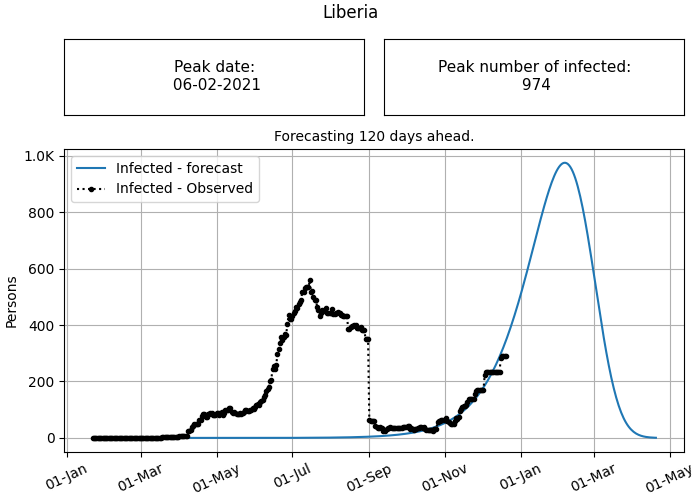 Liberia
Peak date:
06-02-2021
Peak number of infected:
974
Forecasting 120 days ahead.
Infected - forecast
Infected - Observed
Persons
1.0K
800
600
400
200
0
01-Jan
01-Mar
01-May
01-Jul
01-Sep
01-Nov
01-Jan
01-Mar
01-May